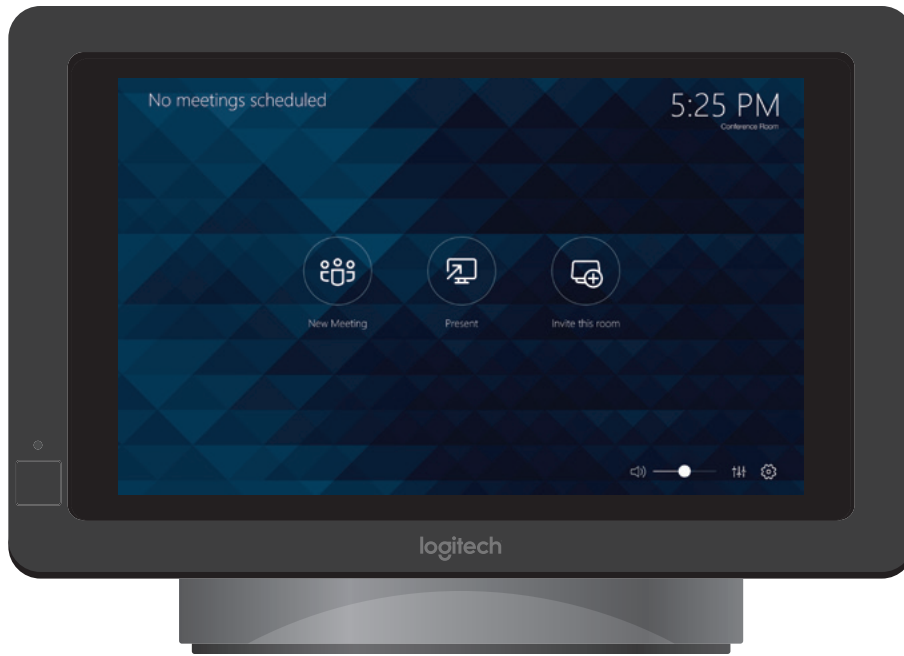 No meetings scheduled
5:25 PM
Conference Room
New Meeting
Present
Invite this room
logitech